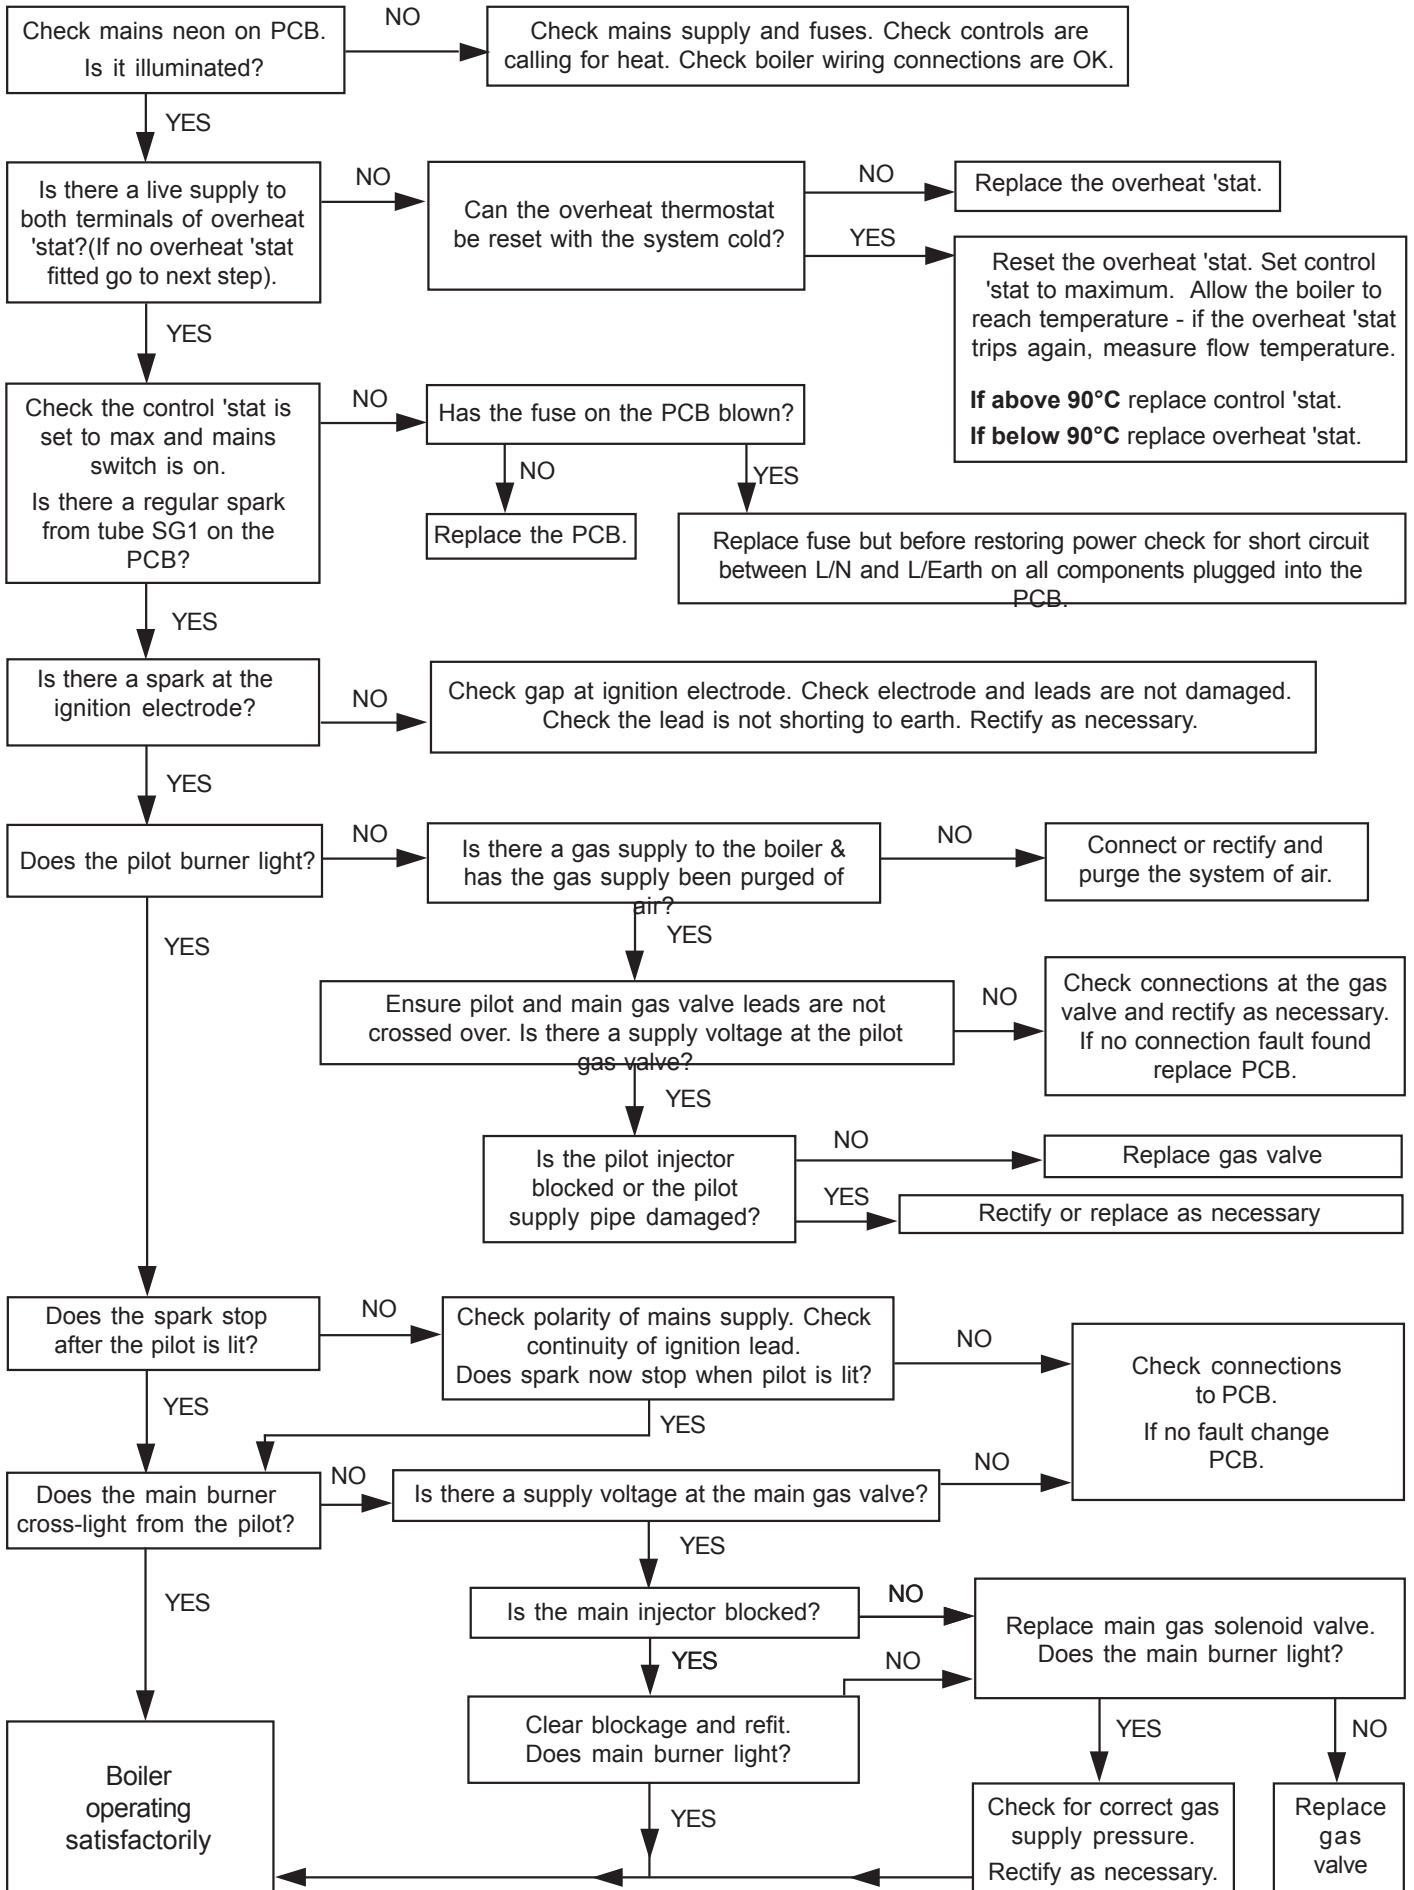 Check mains neon on PCB.
Is it illuminated?
NO
Check mains supply and fuses. Check controls are
calling for heat. Check boiler wiring connections are OK.
YES
Is there a live supply to
both terminals of overheat
'stat?(If no overheat 'stat
fitted go to next step).
NO
Can the overheat thermostat
be reset with the system cold?
NO
Replace the overheat 'stat.
YES
Reset the overheat 'stat. Set control
'stat to maximum. Allow the boiler to
reach temperature - if the overheat 'stat
trips again, measure flow temperature.
If above 90°C replace control 'stat.
If below 90°C replace overheat 'stat.
YES
Check the control 'stat is
set to max and mains
switch is on.
Is there a regular spark
from tube SG1 on the
PCB?
NO
Has the fuse on the PCB blown?
NO
Replace the PCB.
YES
Replace fuse but before restoring power check for short circuit
between L/N and L/Earth on all components plugged into the
PCB.
YES
Is there a spark at the
ignition electrode?
NO
Check gap at ignition electrode. Check electrode and leads are not damaged.
Check the lead is not shorting to earth. Rectify as necessary.
YES
Does the pilot burner light?
NO
Is there a gas supply to the boiler &
has the gas supply been purged of
air?
NO
Connect or rectify and
purge the system of air.
YES
YES
Ensure pilot and main gas valve leads are not
crossed over. Is there a supply voltage at the pilot
gas valve?
NO
Check connections at the gas
valve and rectify as necessary.
If no connection fault found
replace PCB.
YES
Is the pilot injector
blocked or the pilot
supply pipe damaged?
NO
Replace gas valve
YES
Rectify or replace as necessary
Does the spark stop
after the pilot is lit?
NO
Check polarity of mains supply. Check
continuity of ignition lead.
Does spark now stop when pilot is lit?
NO
Check connections
to PCB.
If no fault change
PCB.
YES
YES
Does the main burner
cross-light from the pilot?
NO
Is there a supply voltage at the main gas valve?
NO
YES
YES
Is the main injector blocked?
NO
Replace main gas solenoid valve.
Does the main burner light?
YES
NO
Clear blockage and refit.
Does main burner light?
YES
NO
Boiler
operating
satisfactorily
YES
Check for correct gas
supply pressure.
Rectify as necessary.
Replace
gas
valve